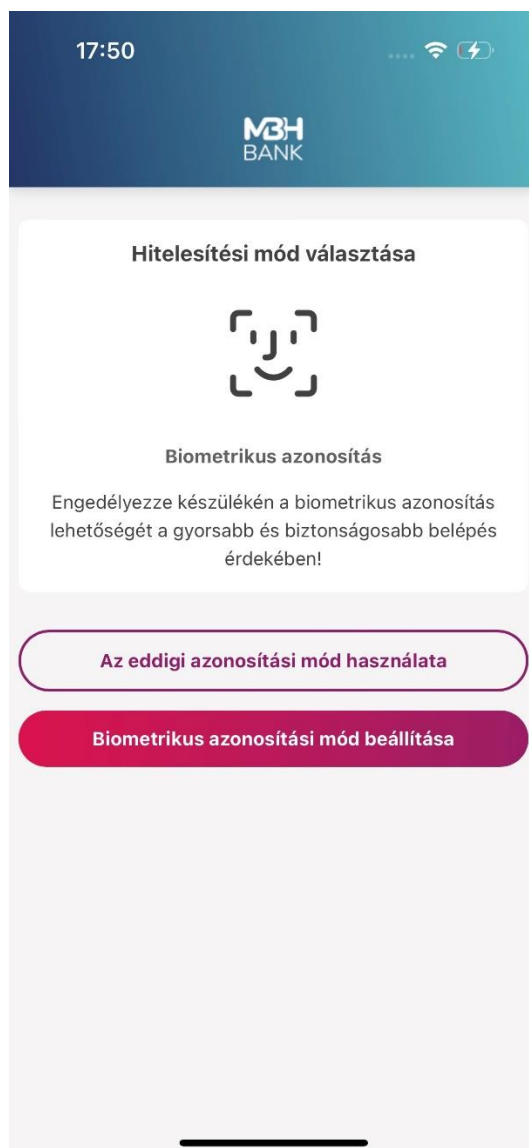 17:50
MBH
BANK
Hitelesítési mód választása
Biometrikus azonosítás
Engedélyezze készülékén a biometrikus azonosítás
lehetőségét a gyorsabb és biztonságosabb belépés
érdekében!
Az eddigi azonosítási mód használata
Biometrikus azonosítási mód beállítása